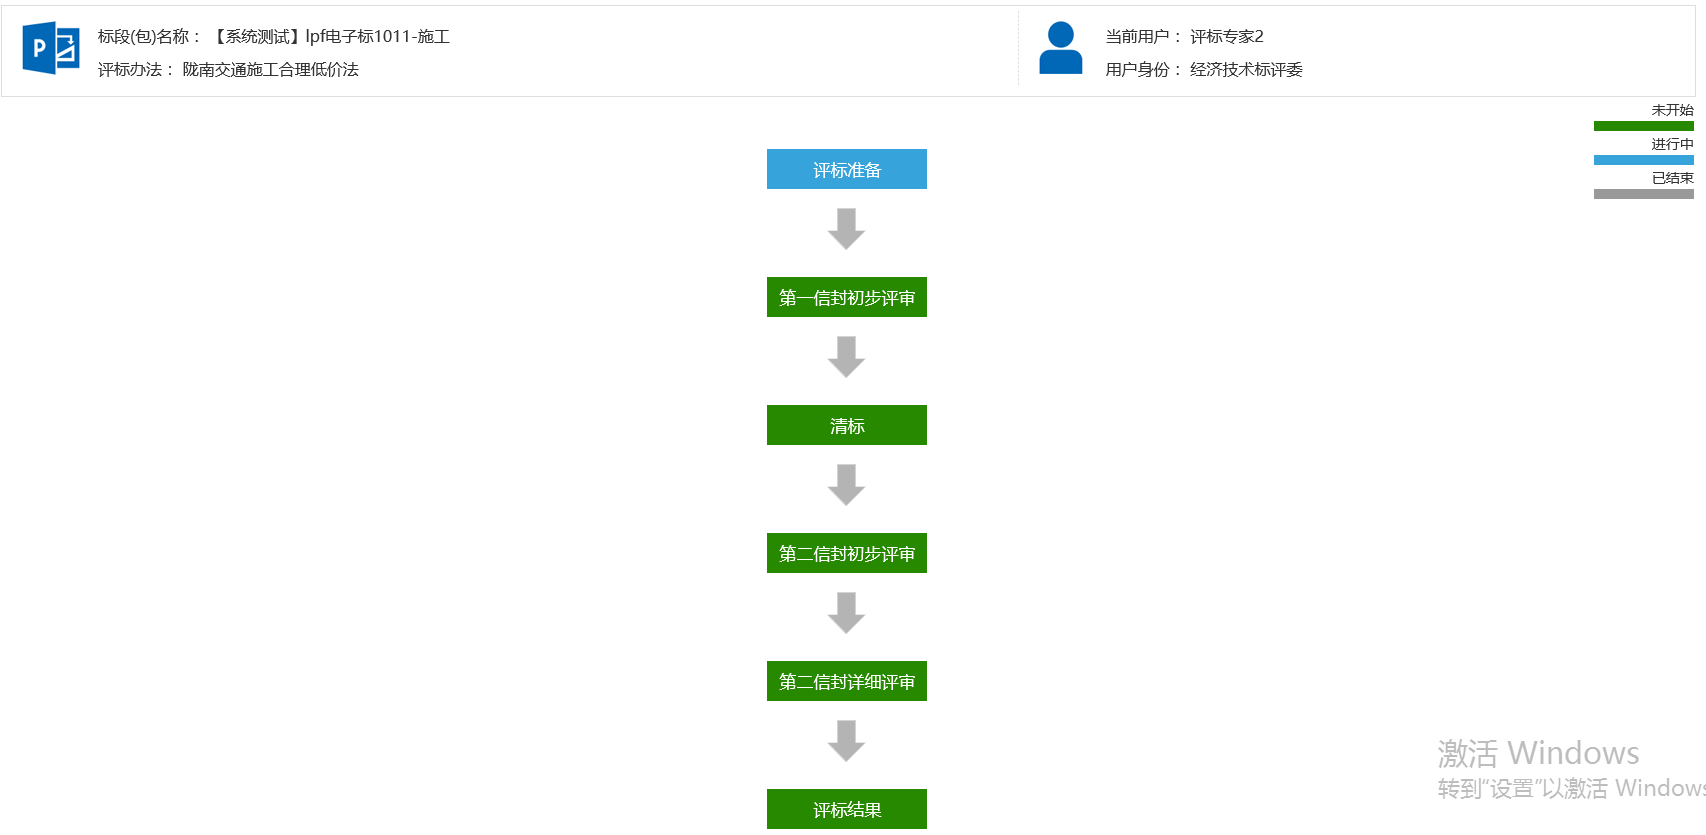 标段(包)名称： 【系统测试】lpf电子标1011-施工
评标办法： 陇南交通施工合理低价法
当前用户： 评标专家2
用户身份： 经济技术标评委
未开始
进行中
已结束
评标准备
第一信封初步评审
清标
第二信封初步评审
第二信封详细评审
评标结果
激活 Windows
转到"设置"以激活 Windows